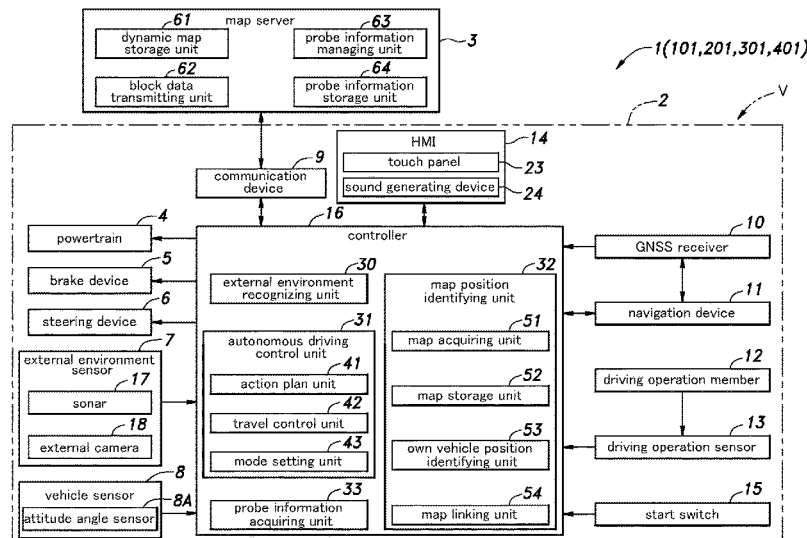 map server
61
dynamic map
storage unit
63
probe information
managing unit
3
62
block data
transmitting unit
64
probe information
storage unit
1(101,201,301,401)
2
V
9
communication
device
HMI
14
touch panel
23
sound generating device
24
16
controller
4
powertrain
5
brake device
6
steering device
7
external environment
sensor
17
sonar
18
external camera
8
vehicle sensor
8A
attitude angle sensor
30
external environment
recognizing unit
31
autonomous driving
control unit
41
action plan unit
42
travel control unit
43
mode setting unit
33
probe information
acquiring unit
32
map position
identifying unit
51
map acquiring unit
52
map storage unit
53
own vehicle position
identifying unit
54
map linking unit
10
GNSS receiver
11
navigation device
12
driving operation member
13
driving operation sensor
15
start switch